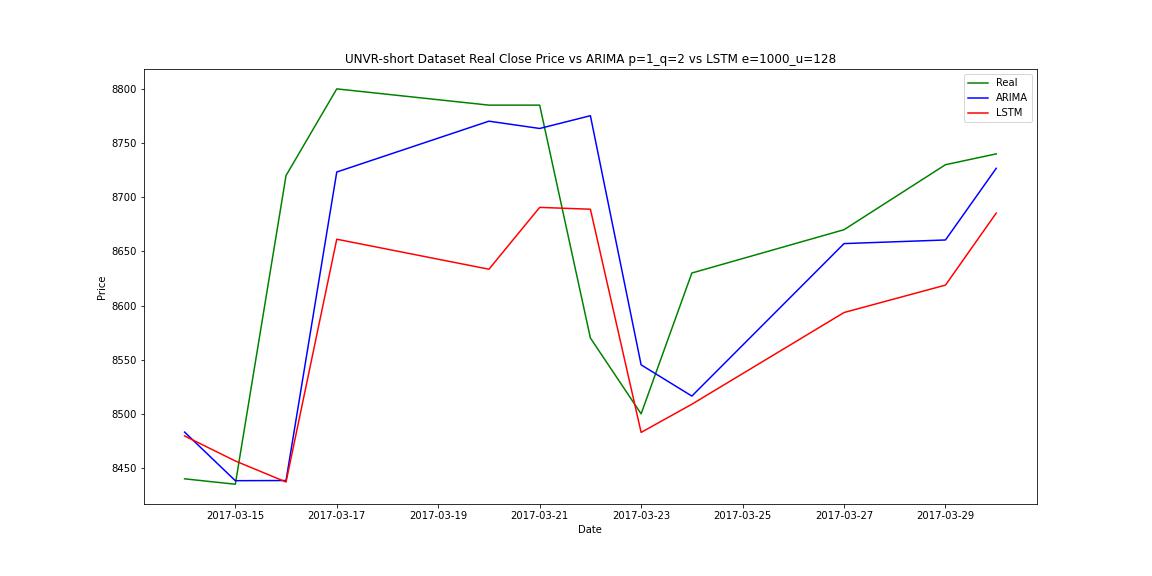 UNVR-short Dataset Real Close Price vs ARIMA p=1_q=2 vs LSTM e=1000_u=128
Real
ARIMA
LSTM
8800
8750
8700
8650
8600
8550
8500
8450
Price
2017-03-15 2017-03-17 2017-03-19 2017-03-21 2017-03-23 2017-03-25 2017-03-27 2017-03-29
Date